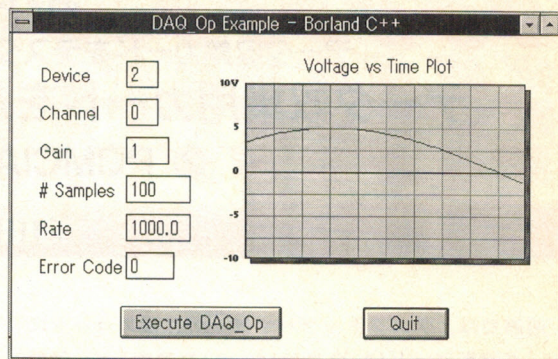 DAQ_Op Example - Borland C++
Device 2
Channel 0
Gain 1
# Samples 100
Rate 1000.0
Error Code 0
Voltage vs Time Plot
10V
5
0
-5
-10
Execute DAQ_Op
Quit